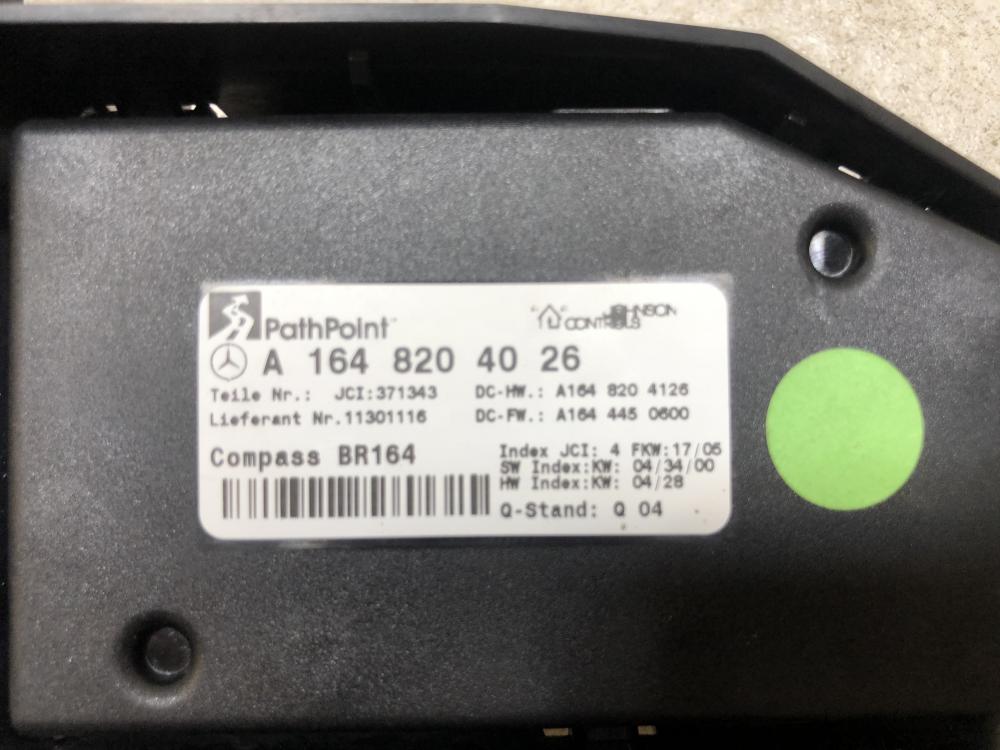 PathPoint™
JOHNSON
CONTROLS
A 164 820 40 26
Teile Nr.: JCI:371343 DC-HW.: A164 820 4126
Lieferant Nr.11301116 DC-FW.: A164 445 0600
Compass BR164
Index JCI: 4 FKW:17/05
SW Index:KW: 04/34/00
HW Index:KW: 04/28
Q-Stand: Q 04